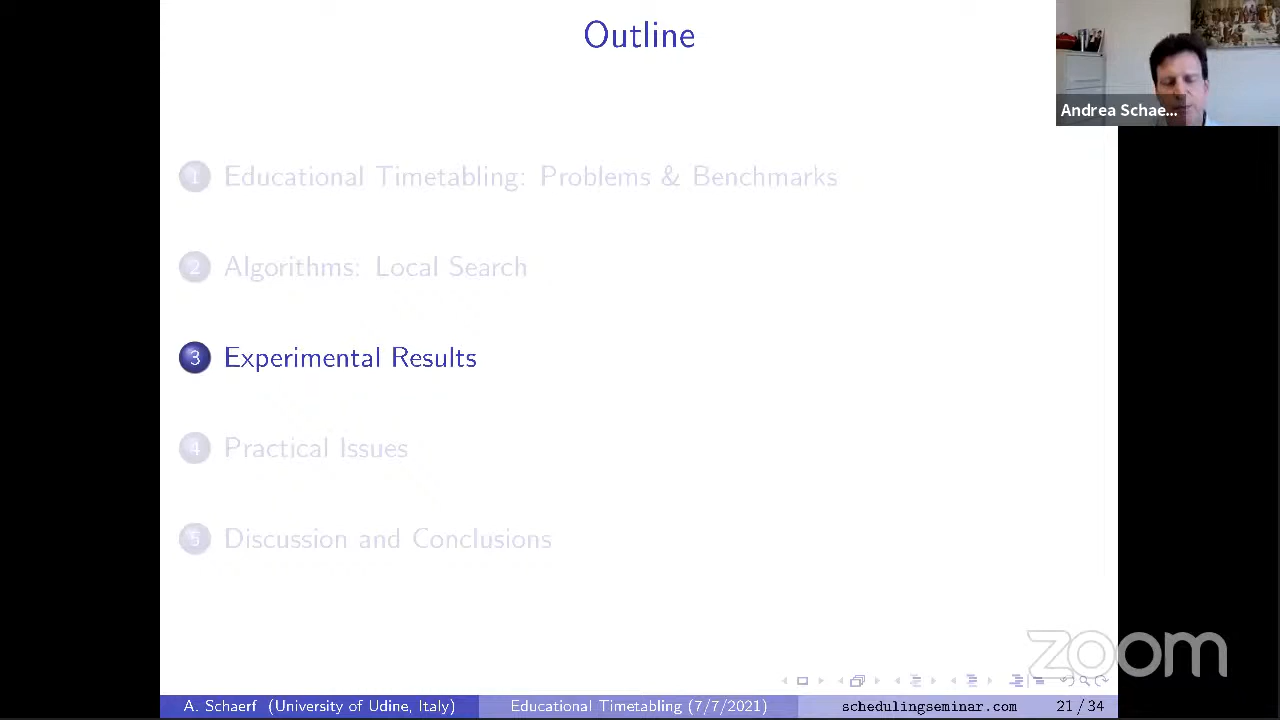 Outline
Andrea Schae...
1 Educational Timetabling: Problems & Benchmarks
2 Algorithms: Local Search
3 Experimental Results
4 Practical Issues
5 Discussion and Conclusions
zoom
A. Schaerf (University of Udine, Italy) Educational Timetabling (7/7/2021) schedulingseminar.com 21 / 34